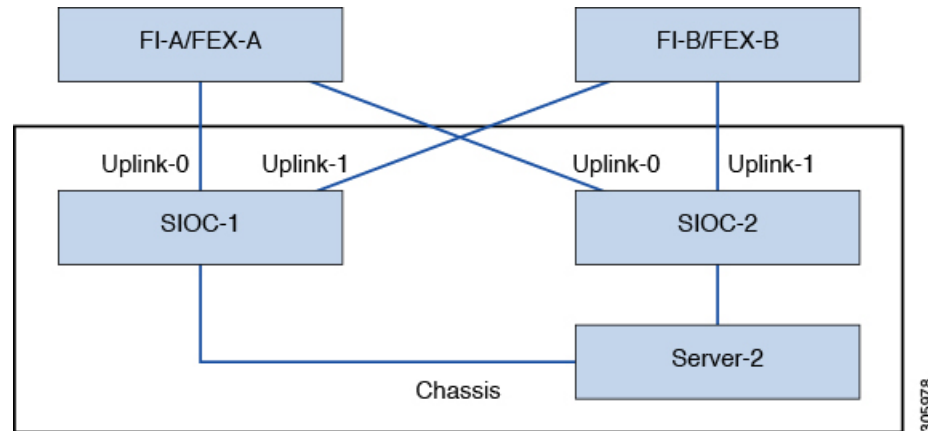 FI-A/FEX-A
FI-B/FEX-B
Uplink-0
Uplink-1
Uplink-0
Uplink-1
SIOC-1
SIOC-2
Server-2
Chassis
305978